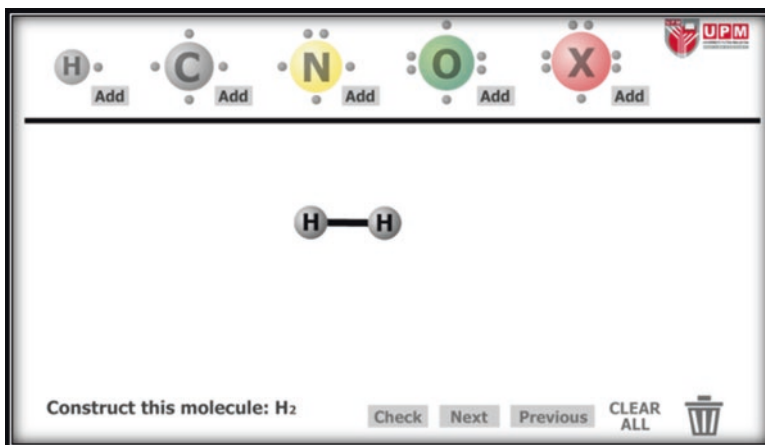 H C N O X
Add Add Add Add Add
UPM
H H
Construct this molecule: H₂
Check Next Previous CLEAR ALL